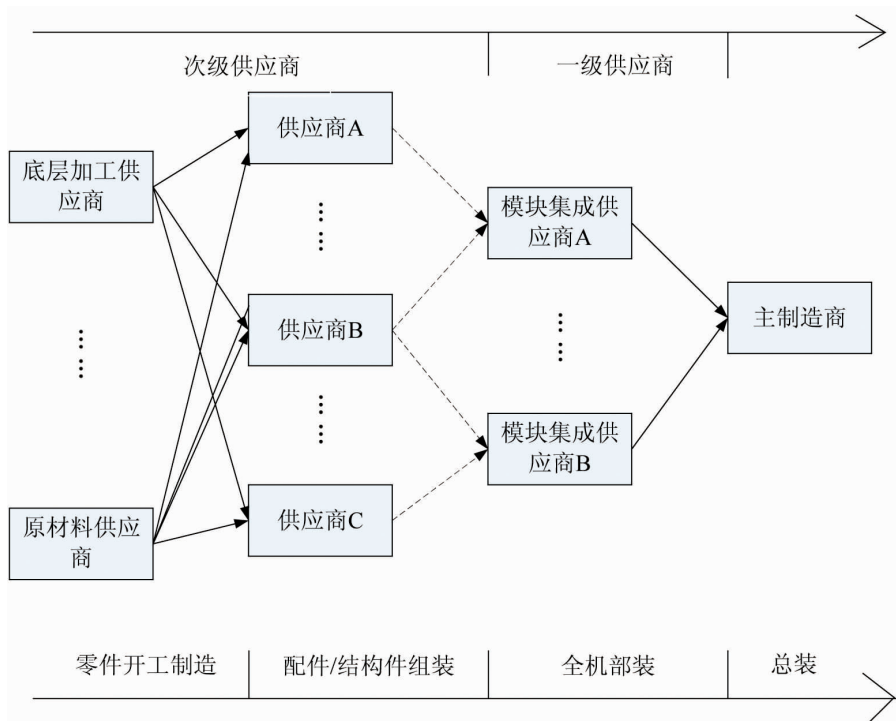 次级供应商
一级供应商
供应商A
底层加工供
应商
……
模块集成供
应商A
供应商B
……
……
主制造商
……
模块集成供
应商B
供应商C
原材料供应
商
零件开工制造
配件/结构件组装
全机部装
总装